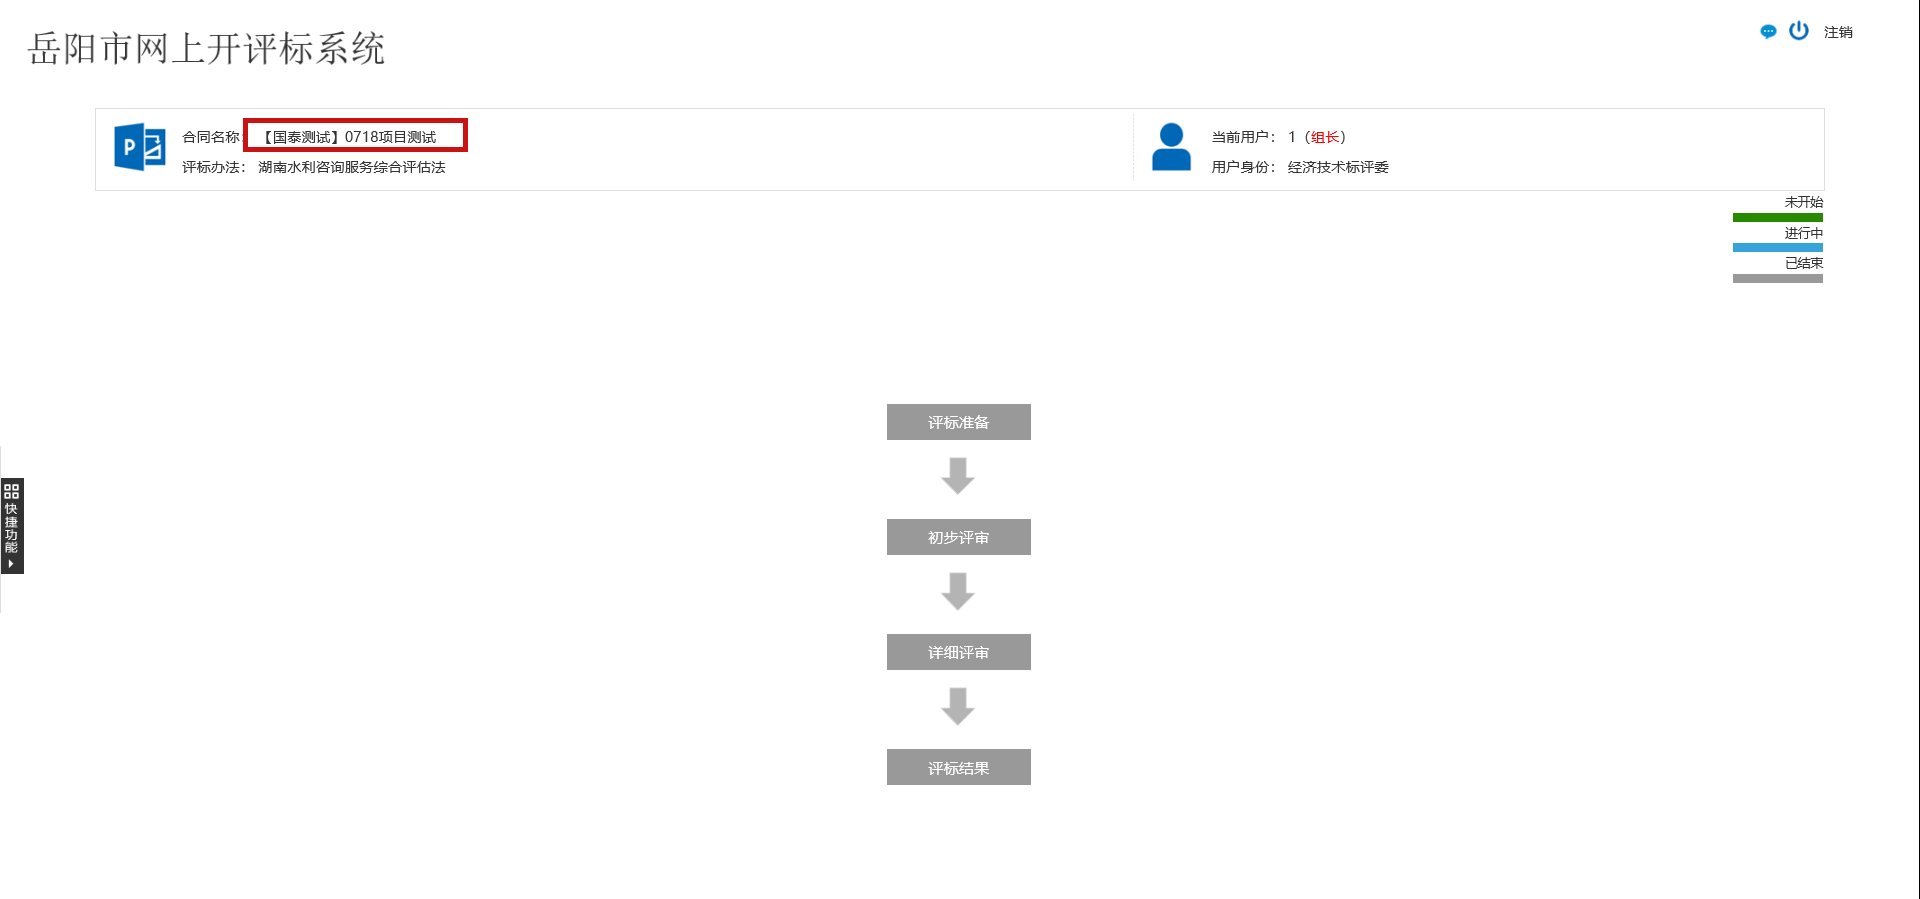 岳阳市网上开评标系统
注销
合同名称: 【国泰测试】0718项目测试
评标办法： 湖南水利咨询服务综合评估法
当前用户： 1（组长）
用户身份： 经济技术标评委
未开始
进行中
已结束
评标准备
初步评审
详细评审
评标结果
快捷功能